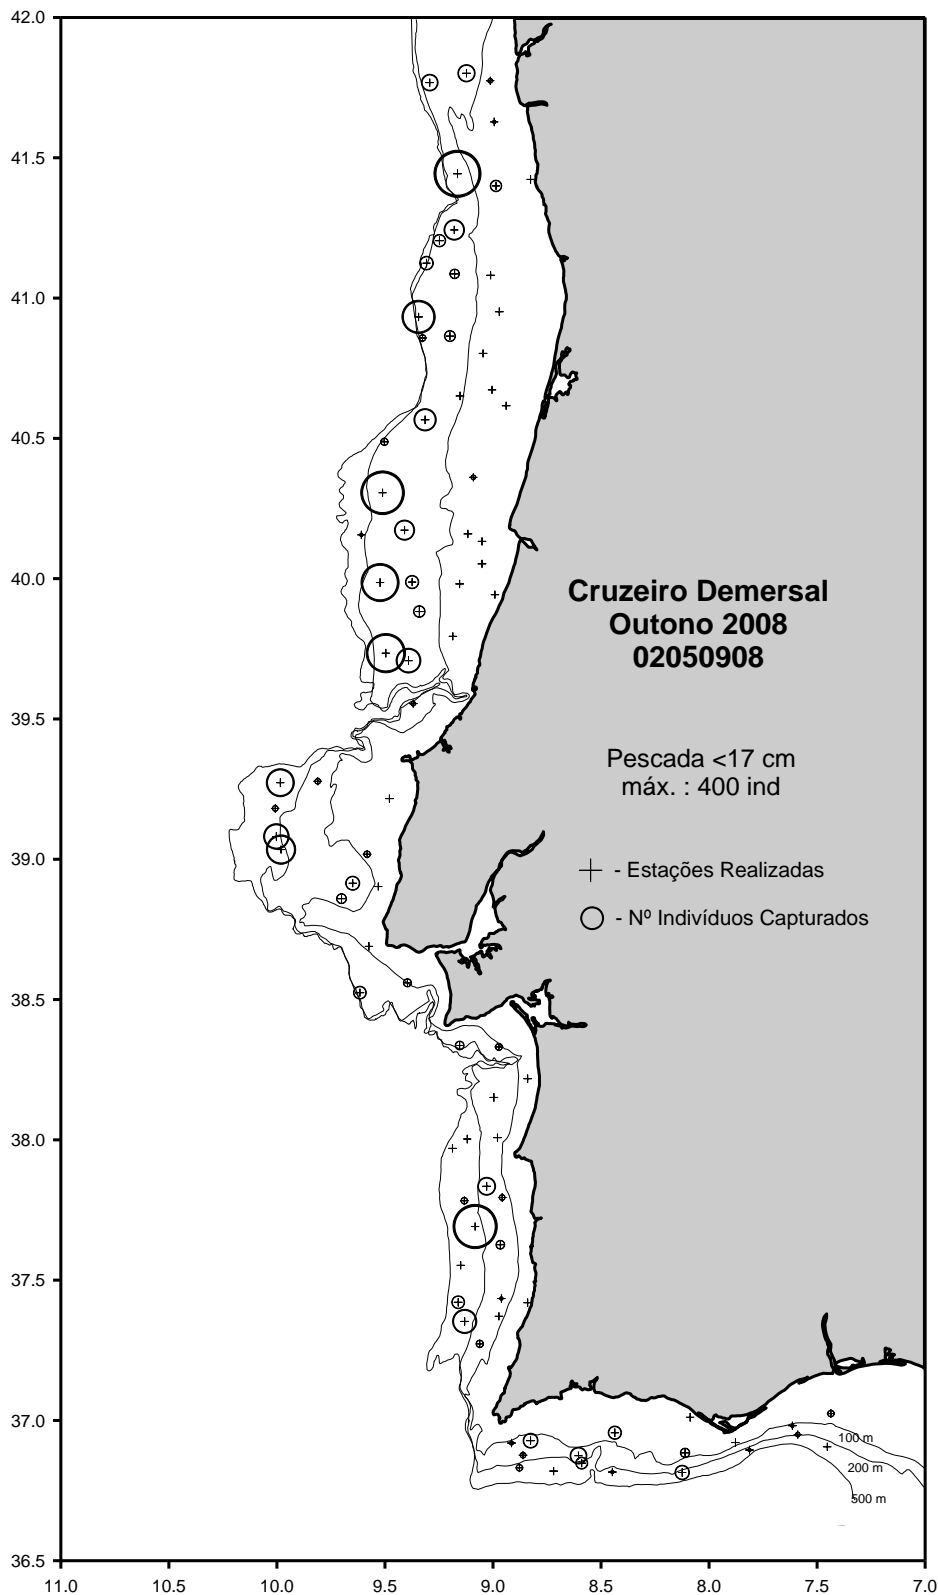 42.0
41.5
41.0
40.5
40.0
39.5
39.0
38.5
38.0
37.5
37.0
36.5
Cruzeiro Demersal
Outono 2008
02050908
Pescada <17 cm
máx. : 400 ind
- Estações Realizadas
- Nº Indivíduos Capturados
100 m
200 m
500 m
11.0 10.5 10.0 9.5 9.0 8.5 8.0 7.5 7.0